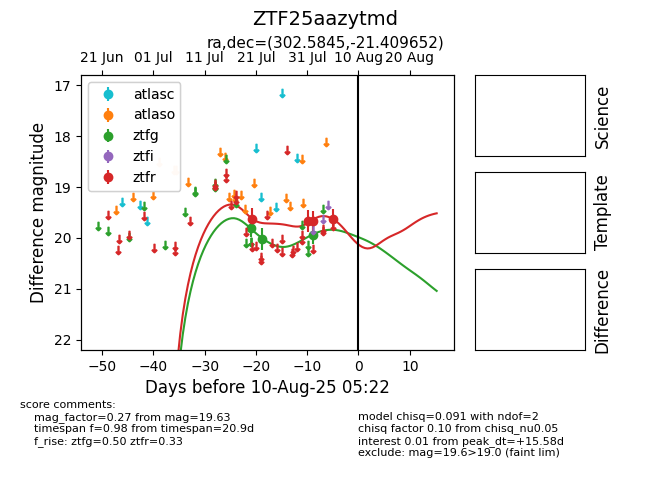 ZTF25aazytmd
ra,dec=(302.5845,-21.409652)
21 Jun 01 Jul 11 Jul 21 Jul 31 Jul 10 Aug 20 Aug
17
18
19
20
21
22
Difference magnitude
atlasc
atlaso
ztfg
ztfi
ztfr
Science
Template
Difference
−50 −40 −30 −20 −10 0 10
Days before 10-Aug-25 05:22
score comments:
mag_factor=0.27 from mag=19.63
timespan f=0.98 from timespan=20.9d
f_rise: ztfg=0.50 ztfr=0.33
model chisq=0.091 with ndof=2
chisq factor 0.10 from chisq_nu0.05
interest 0.01 from peak_dt=+15.58d
exclude: mag=19.6>19.0 (faint lim)